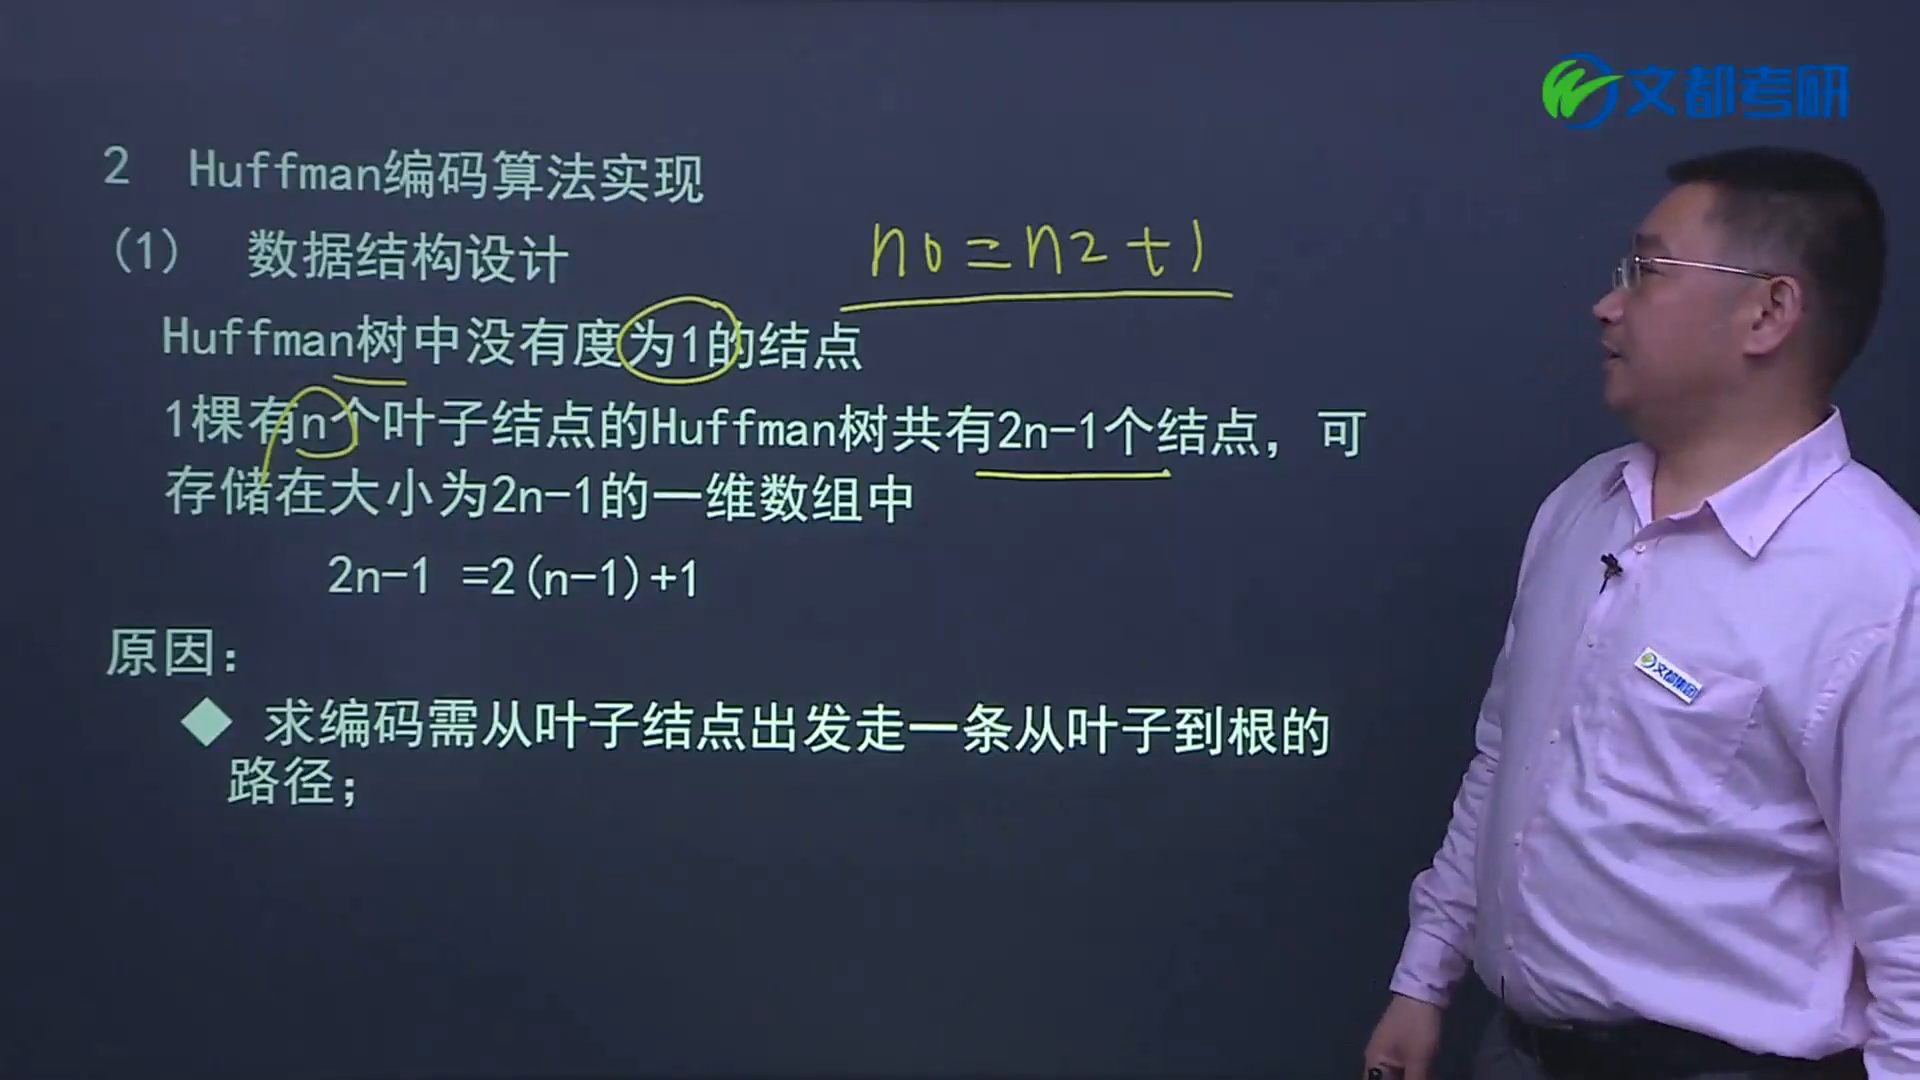 文都考研
2 Huffman编码算法实现
(1) 数据结构设计
n0=n2+1
Huffman树中没有度为1的结点
1棵有n个叶子结点的Huffman树共有2n-1个结点，可
存储在大小为2n-1的一维数组中
2n-1 =2(n-1)+1
原因：
◆ 求编码需从叶子结点出发走一条从叶子到根的
路径；
文都考研